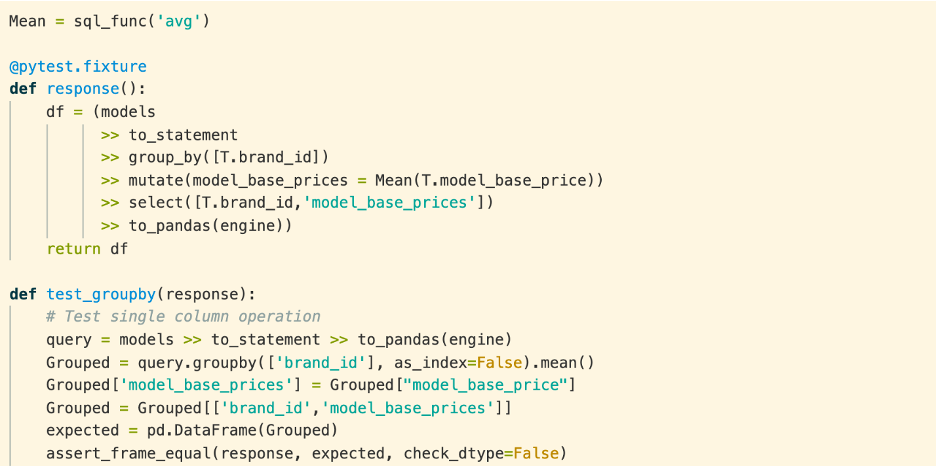 Mean = sql_func('avg')
@pytest.fixture
def response():
    df = (models
          >> to_statement
          >> group_by([T.brand_id])
          >> mutate(model_base_prices = Mean(T.model_base_price))
          >> select([T.brand_id,'model_base_prices'])
          >> to_pandas(engine))
    return df
def test_groupby(response):
    # Test single column operation
    query = models >> to_statement >> to_pandas(engine)
    Grouped = query.groupby(['brand_id'], as_index=False).mean()
    Grouped['model_base_prices'] = Grouped["model_base_price"]
    Grouped = Grouped[['brand_id','model_base_prices']]
    expected = pd.DataFrame(Grouped)
    assert_frame_equal(response, expected, check_dtype=False)